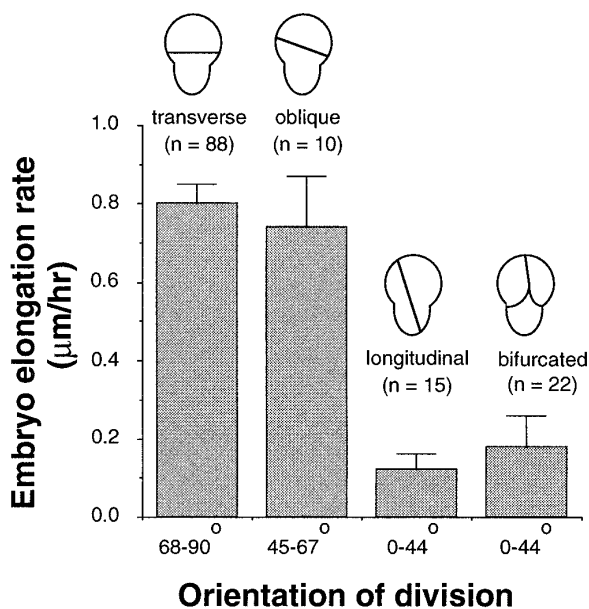 transverse
(n = 88)
oblique
(n = 10)
longitudinal
(n = 15)
bifurcated
(n = 22)
Embryo elongation rate
(μm/hr)
1.0
0.8
0.6
0.4
0.2
0.0
68-90° 45-67° 0-44° 0-44°
Orientation of division